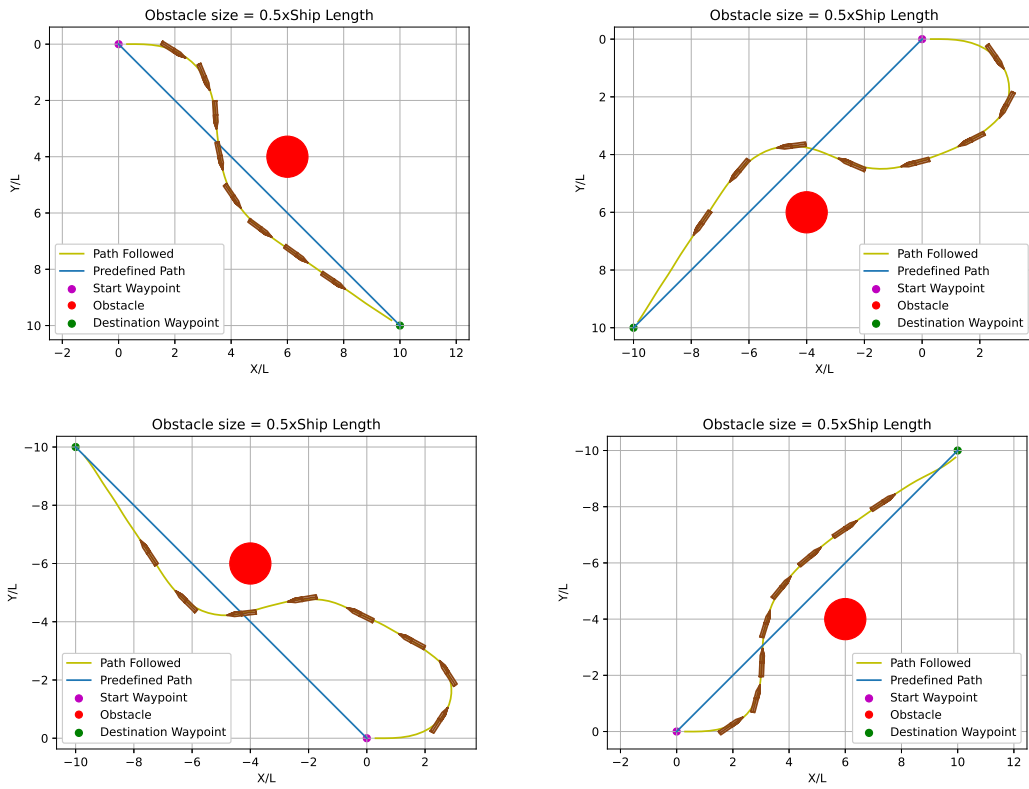 Obstacle size = 0.5xShip Length
0
2
4
6
8
10
Y/L
Path Followed
Predefined Path
Start Waypoint
Obstacle
Destination Waypoint
−2
0
2
4
6
8
10
12
X/L
Obstacle size = 0.5xShip Length
0
2
4
6
8
10
Y/L
Path Followed
Predefined Path
Start Waypoint
Obstacle
Destination Waypoint
−10
−8
−6
−4
−2
0
2
X/L
Obstacle size = 0.5xShip Length
−10
−8
−6
−4
−2
0
Y/L
Path Followed
Predefined Path
Start Waypoint
Obstacle
Destination Waypoint
−10
−8
−6
−4
−2
0
2
X/L
Obstacle size = 0.5xShip Length
−10
−8
−6
−4
−2
0
Y/L
Path Followed
Predefined Path
Start Waypoint
Obstacle
Destination Waypoint
−2
0
2
4
6
8
10
12
X/L